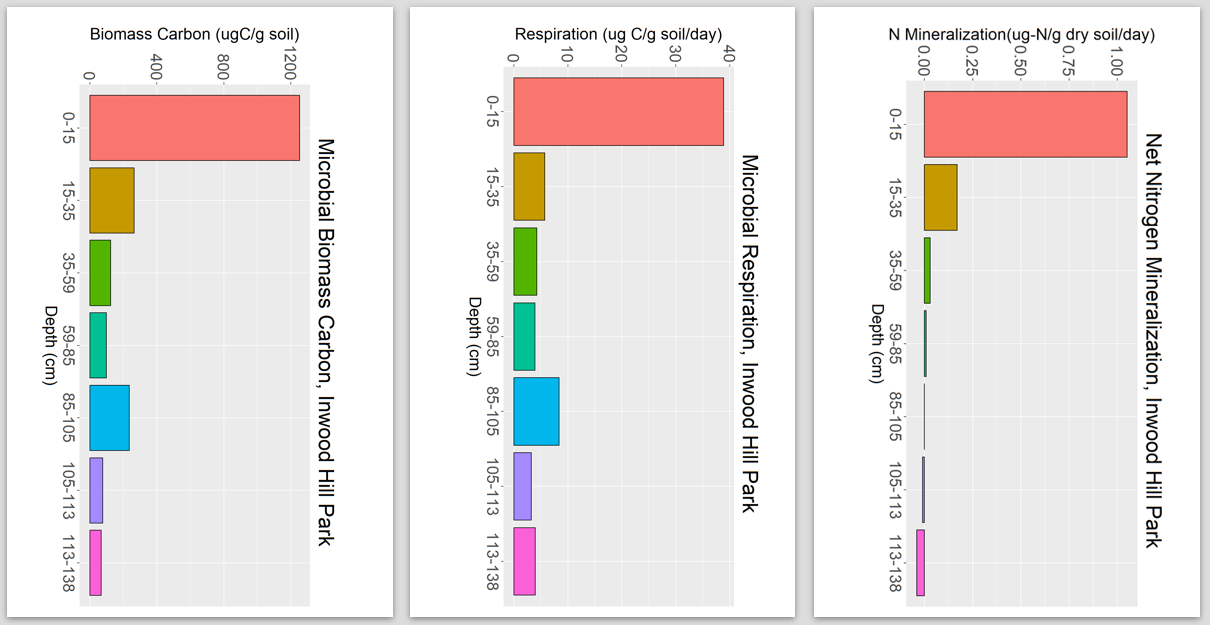 Biomass Carbon (ugC/g soil)
0 400 800 1200
0-15
15-35
35-59
59-85
85-105
105-113
113-138
Depth (cm)
Microbial Biomass Carbon, Inwood Hill Park
Respiration (ug C/g soil/day)
0 10 20 30 40
0-15
15-35
35-59
59-85
85-105
105-113
113-138
Depth (cm)
Microbial Respiration, Inwood Hill Park
N Mineralization(ug-N/g dry soil/day)
0.00 0.25 0.50 0.75 1.00
0-15
15-35
35-59
59-85
85-105
105-113
113-138
Depth (cm)
Net Nitrogen Mineralization, Inwood Hill Park